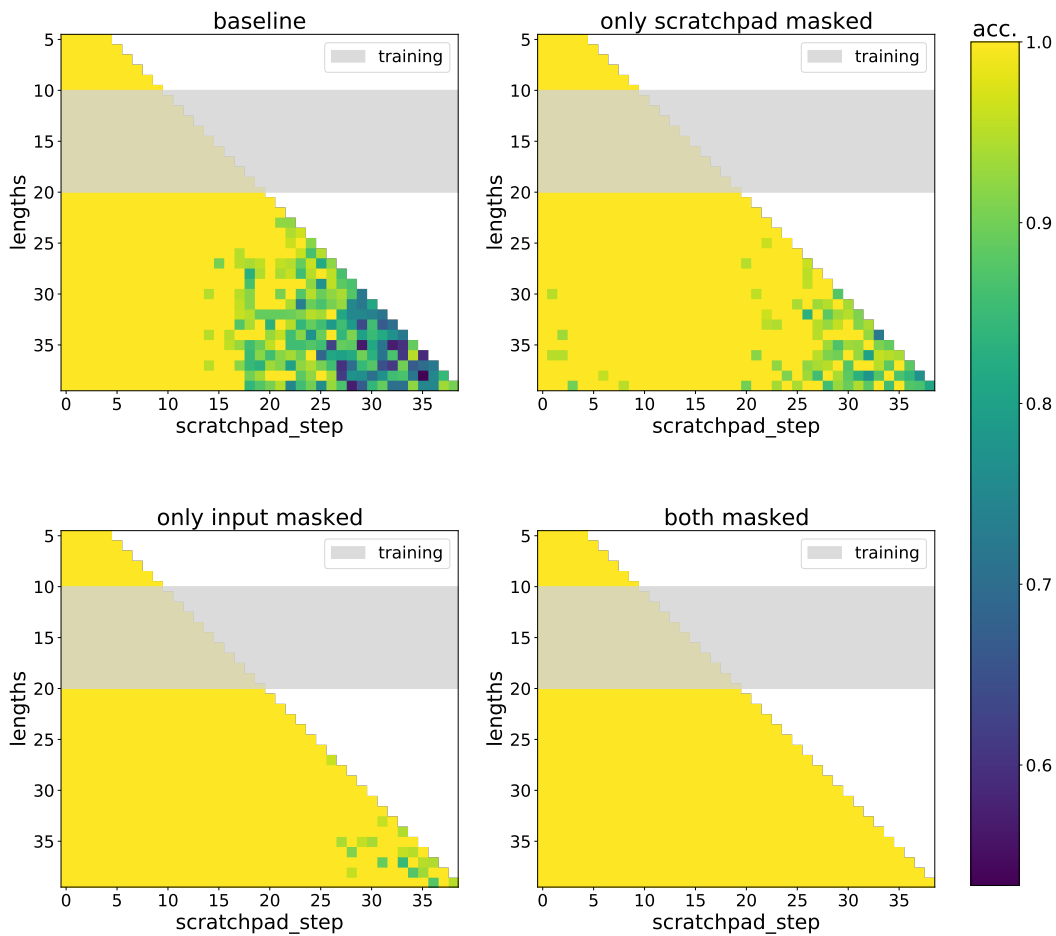 baseline
only scratchpad masked
acc.
training
training
5
10
15
20
25
30
35
lengths
0 5 10 15 20 25 30 35
scratchpad_step
5
10
15
20
25
30
35
lengths
0 5 10 15 20 25 30 35
scratchpad_step
1.0
0.9
0.8
0.7
0.6
only input masked
both masked
training
training
5
10
15
20
25
30
35
lengths
0 5 10 15 20 25 30 35
scratchpad_step
5
10
15
20
25
30
35
lengths
0 5 10 15 20 25 30 35
scratchpad_step